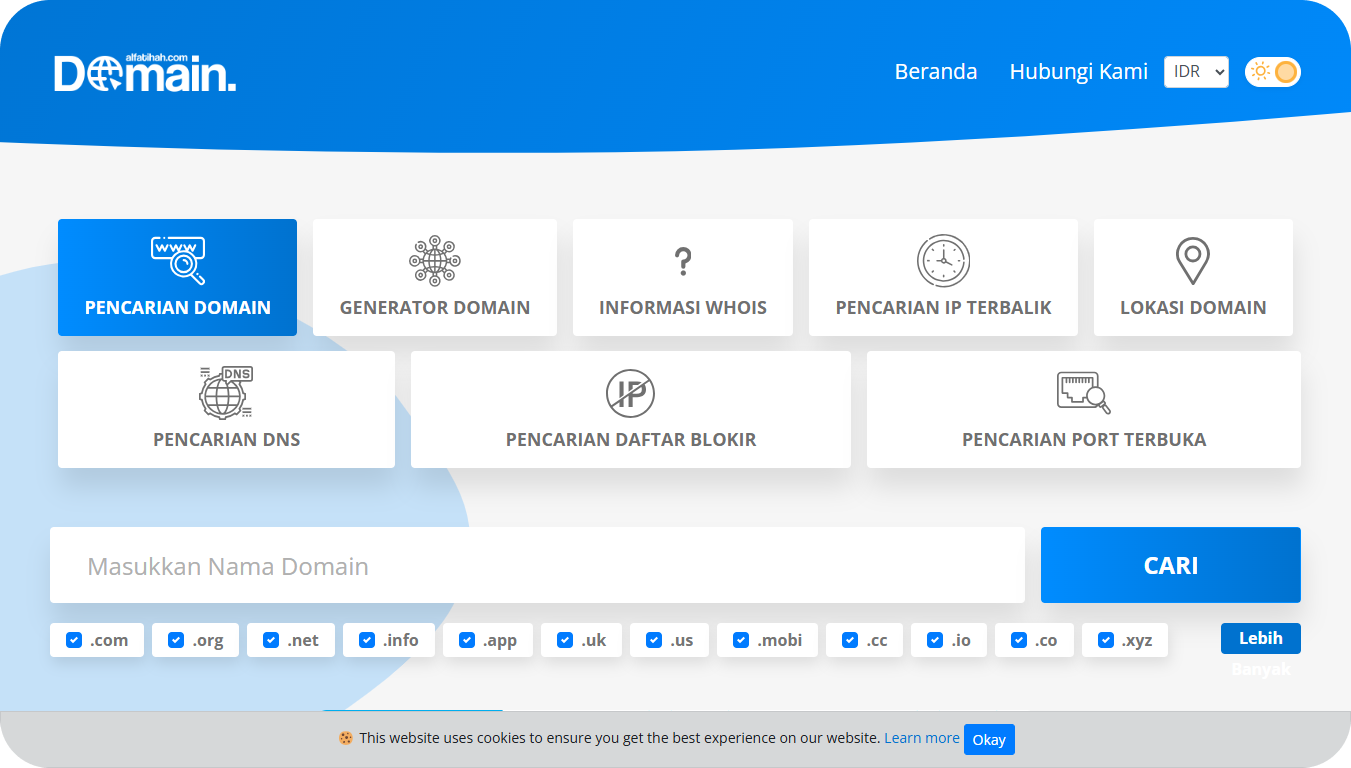 alfatihah.com
Domain.
Beranda
Hubungi Kami
IDR
WWW
PENCARIAN DOMAIN
GENERATOR DOMAIN
?
INFORMASI WHOIS
PENCARIAN IP TERBALIK
LOKASI DOMAIN
DNS
PENCARIAN DNS
IP
PENCARIAN DAFTAR BLOKIR
PENCARIAN PORT TERBUKA
Masukkan Nama Domain
CARI
.com
.org
.net
.info
.app
.uk
.us
.mobi
.cc
.io
.co
.xyz
Lebih
Banyak
This website uses cookies to ensure you get the best experience on our website. Learn more
Okay